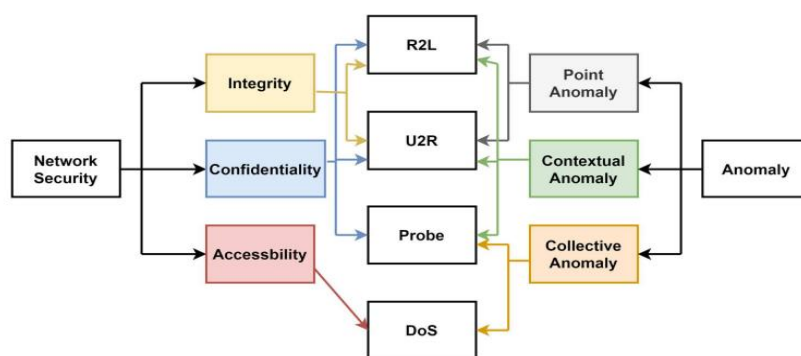 R2L
Integrity
Point
Anomaly
U2R
Network
Security
Confidentiality
Contextual
Anomaly
Anomaly
Probe
Accessbility
Collective
Anomaly
DoS